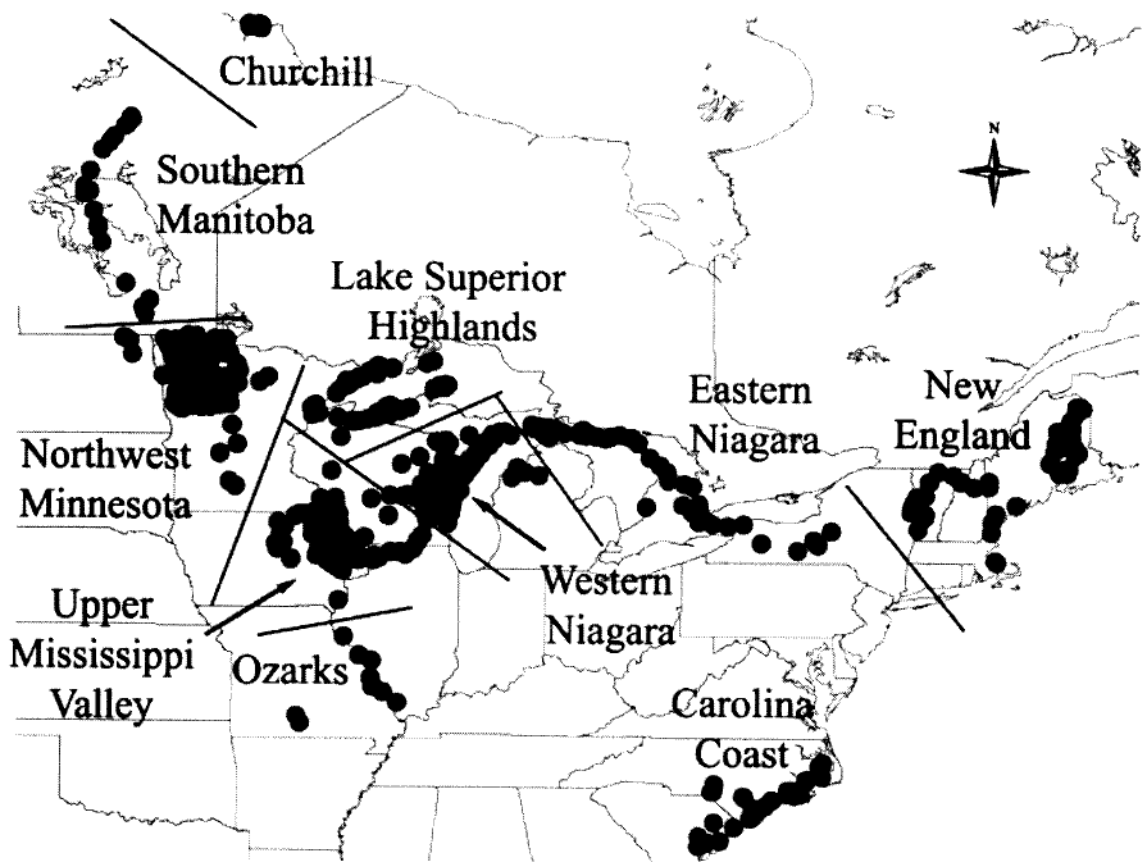 Churchill
N
Southern
Manitoba
Lake Superior
Highlands
Eastern
Niagara
New
England
Northwest
Minnesota
Western
Niagara
Upper
Mississippi
Valley
Ozarks
Carolina
Coast